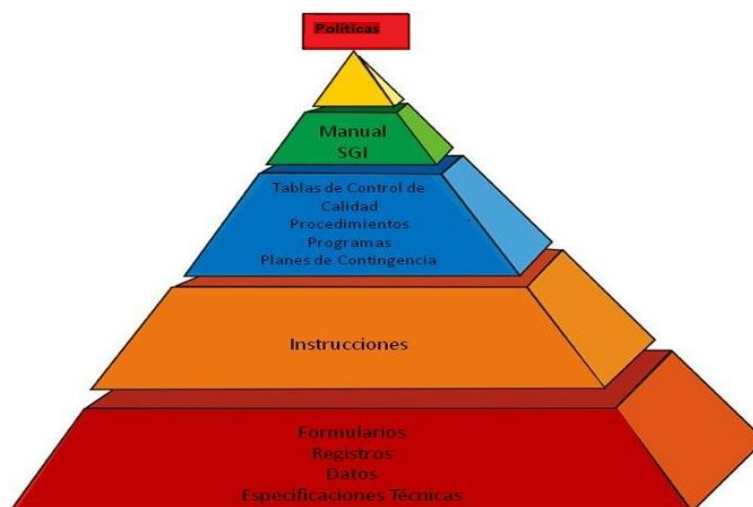 Políticas
Manual
SGI
Tablas de Control de
Calidad
Procedimientos
Programas
Planes de Contingencia
Instrucciones
Formularios
Registros
Datos
Especificaciones Técnicas